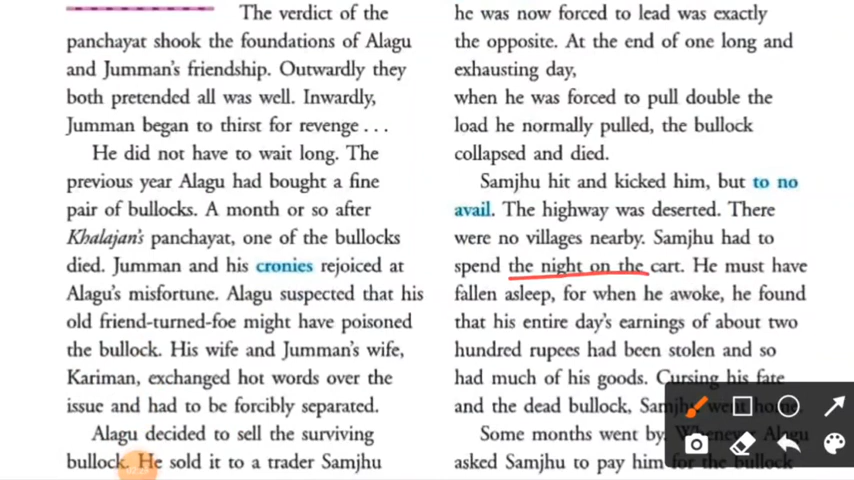 The verdict of the
panchayat shook the foundations of Alagu
and Jumman's friendship. Outwardly they
both pretended all was well. Inwardly,
Jumman began to thirst for revenge . . .
He did not have to wait long. The
previous year Alagu had bought a fine
pair of bullocks. A month or so after
Khalajan's panchayat, one of the bullocks
died. Jumman and his cronies rejoiced at
Alagu's misfortune. Alagu suspected that his
old friend-turned-foe might have poisoned
the bullock. His wife and Jumman's wife,
Kariman, exchanged hot words over the
issue and had to be forcibly separated.
Alagu decided to sell the surviving
bullock. He sold it to a trader Samjhu
he was now forced to lead was exactly
the opposite. At the end of one long and
exhausting day,
when he was forced to pull double the
load he normally pulled, the bullock
collapsed and died.
Samjhu hit and kicked him, but to no
avail. The highway was deserted. There
were no villages nearby. Samjhu had to
spend the night on the cart. He must have
fallen asleep, for when he awoke, he found
that his entire day's earnings of about two
hundred rupees had been stolen and so
had much of his goods. Cursing his fate
and the dead bullock, Samjhu went home.
Some months went by. Whenever Alagu
asked Samjhu to pay him for the bullock